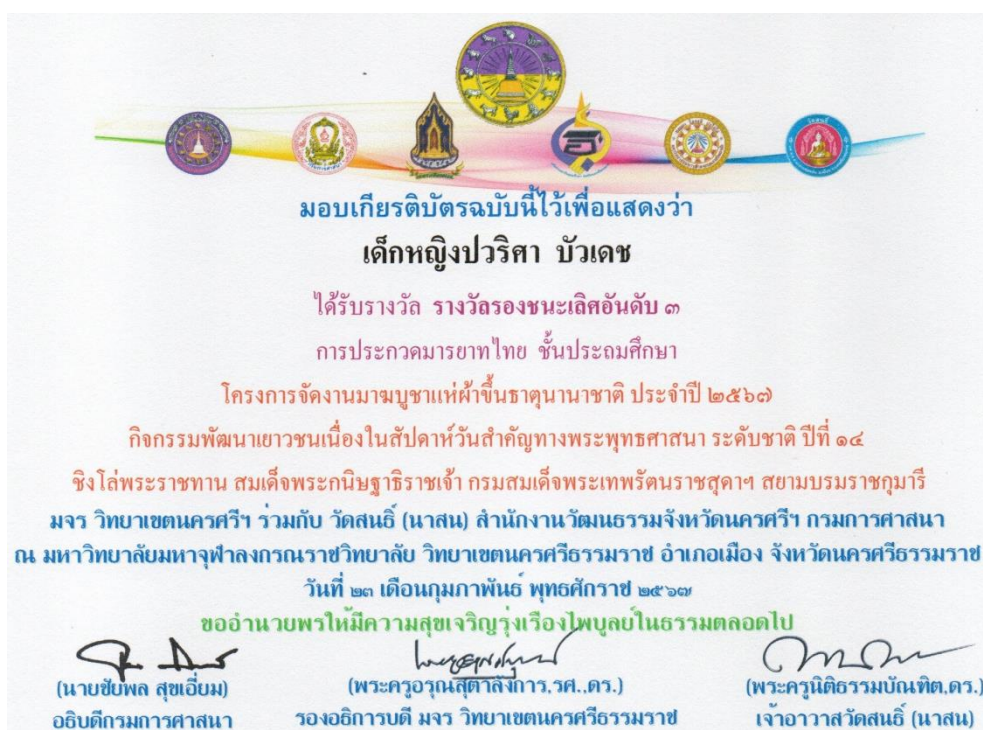 มอบเกียรติบัตรฉบับนี้ไว้เพื่อแสดงว่า
เด็กหญิงปวริศา บัวเดช
ได้รับรางวัล รางวัลรองชนะเลิศอันดับ ๓
การประกวดมารยาทไทย ชั้นประถมศึกษา
โครงการจัดงานมาฆบูชาแห่ผ้าขึ้นธาตุนานาชาติ ประจำปี ๒๕๖๗
กิจกรรมพัฒนาเยาวชนเนื่องในสัปดาห์วันสำคัญทางพระพุทธศาสนา ระดับชาติ ปีที่ ๑๔
ชิงโล่พระราชทาน สมเด็จพระกนิษฐาธิราชเจ้า กรมสมเด็จพระเทพรัตนราชสุดาฯ สยามบรมราชกุมารี
มจร วิทยาเขตนครศรีฯ ร่วมกับ วัดสนธิ์ (นาสน) สำนักงานวัฒนธรรมจังหวัดนครศรีฯ กรมการศาสนา
ณ มหาวิทยาลัยมหาจุฬาลงกรณราชวิทยาลัย วิทยาเขตนครศรีธรรมราช อำเภอเมือง จังหวัดนครศรีธรรมราช
วันที่ ๒๓ เดือนกุมภาพันธ์ พุทธศักราช ๒๕๖๗
ขออำนวยพรให้มีความสุขเจริญรุ่งเรืองไพบูลย์ในธรรมตลอดไป
(นายชัยพล สุขเอี่ยม) (พระครูอรุณสุตาลังการ,รศ.,ดร.) (พระครูนิติธรรมบัณฑิต,ดร.)
อธิบดีกรมการศาสนา รองอธิการบดี มจร วิทยาเขตนครศรีธรรมราช เจ้าอาวาสวัดสนธิ์ (นาสน)